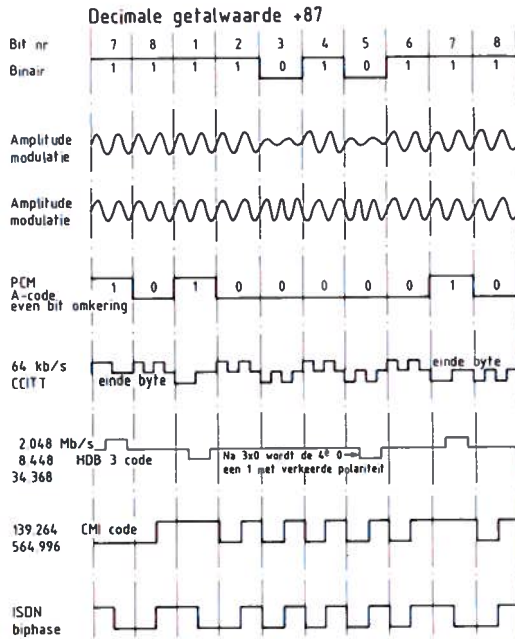 Decimale getalwaarde +87
Bit nr 7 8 1 2 3 4 5 6 7 8
Binair 1 1 1 1 0 1 0 1 1 1
Amplitude
modulatie
Amplitude
modulatie
PCM
A-code
even bit omkering
1 0 1 0 0 0 0 0 1 0
64 kb/s
CCITT
einde byte
einde byte
2.048 Mb/s
8.448 HDB 3 code
34.368
Na 3x0 wordt de 4e 0
een 1 met verkeerde polariteit
139.264 CMI code
564.996
ISDN
biphase